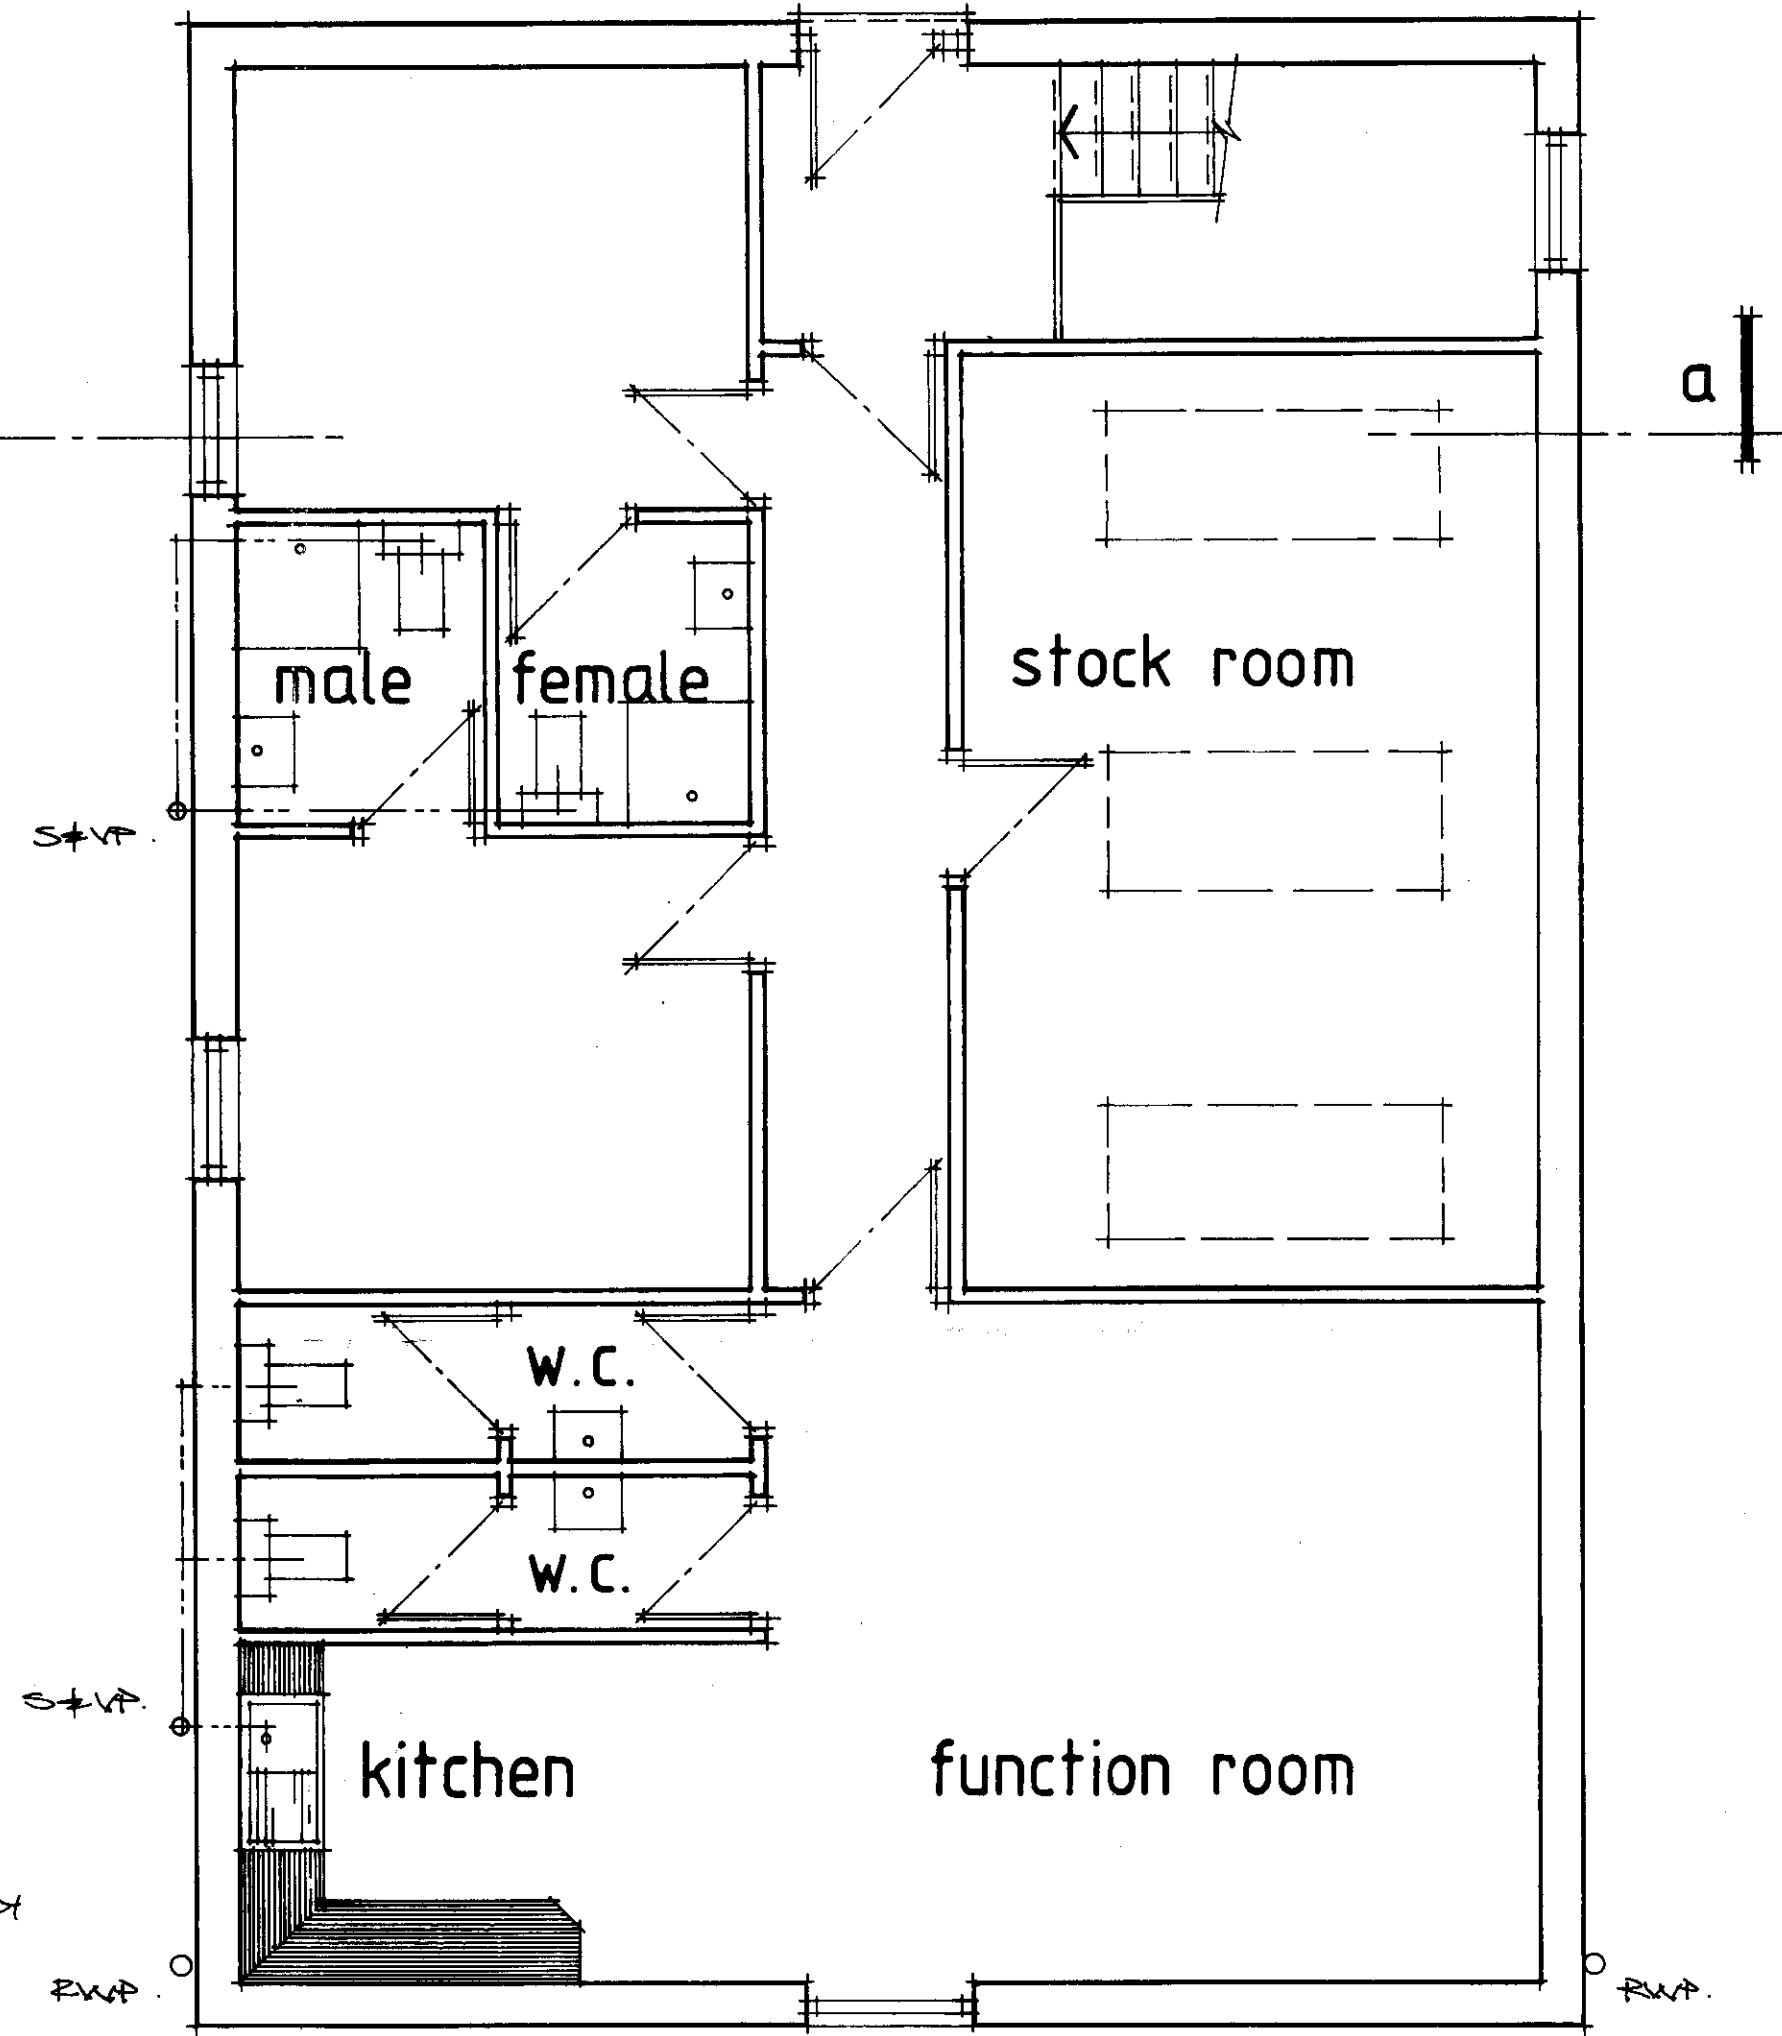 a
stock room
male
female
S&VP.
W.C.
W.C.
S&VP.
kitchen
function room
RWP.
RWP.